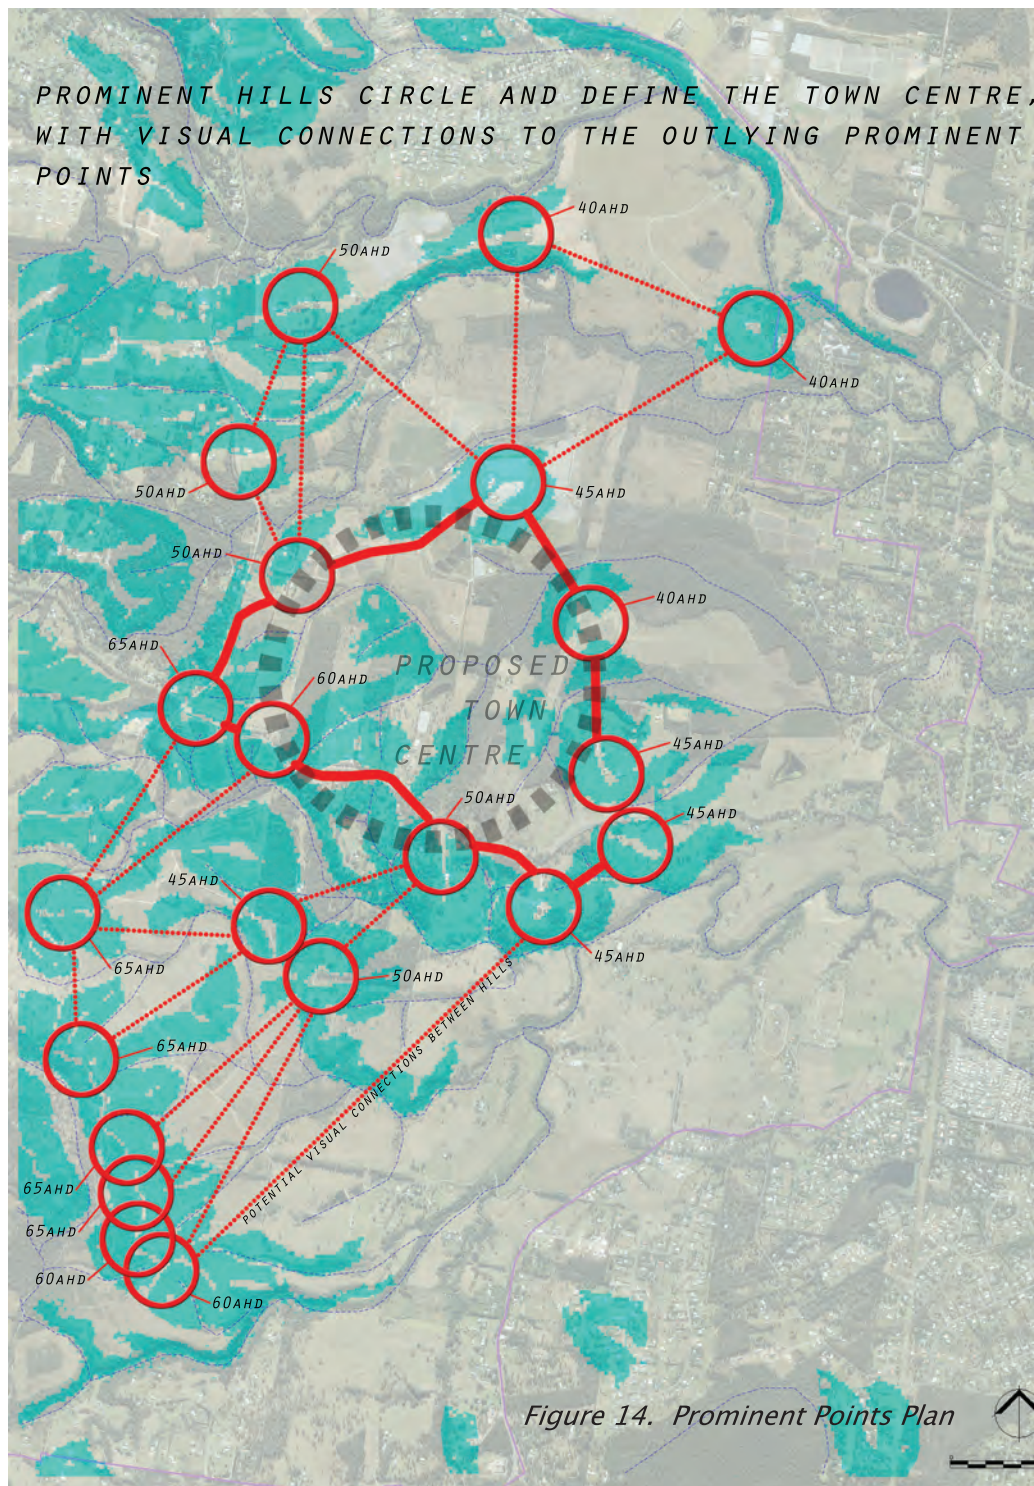 PROMINENT HILLS CIRCLE AND DEFINE THE TOWN CENTRE,
WITH VISUAL CONNECTIONS TO THE OUTLYING PROMINENT
POINTS
40AHD
50AHD
40AHD
50AHD
45AHD
50AHD
40AHD
65AHD
60AHD
PROPOSED
TOWN
CENTRE
45AHD
50AHD
45AHD
45AHD
45AHD
65AHD
50AHD
65AHD
POTENTIAL VISUAL CONNECTIONS BETWEEN HILLS
65AHD
65AHD
60AHD
60AHD
Figure 14. Prominent Points Plan